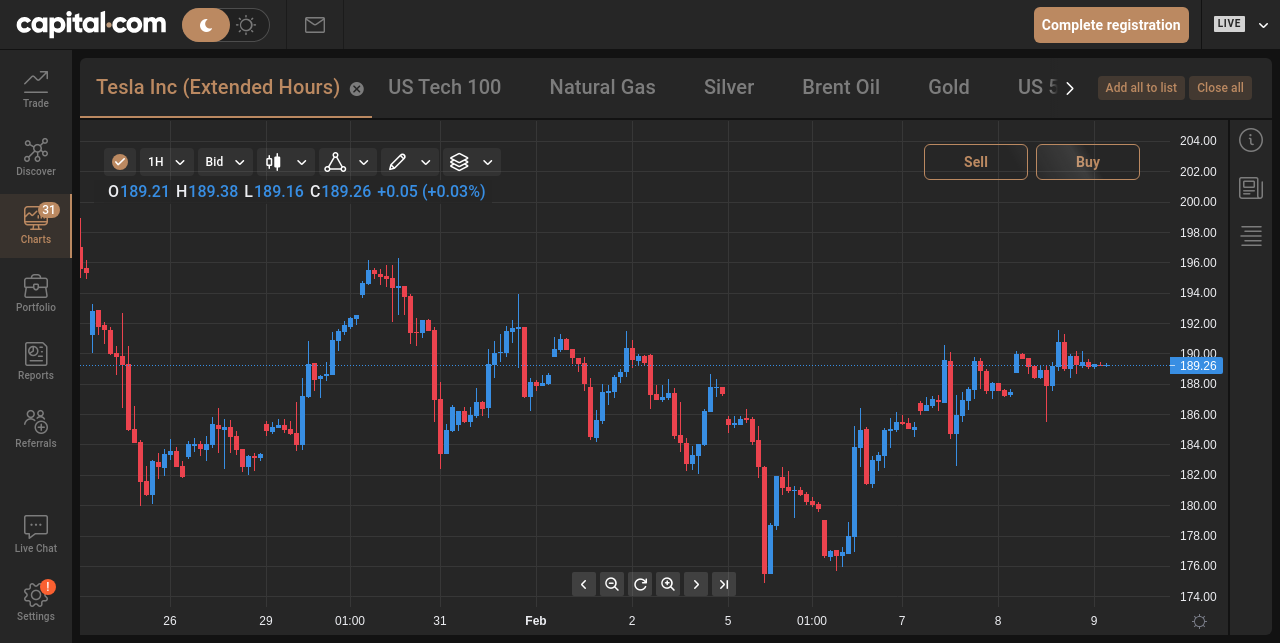 capital.com
Complete registration
LIVE
Trade
Discover
31
Charts
Portfolio
Reports
Referrals
Live Chat
!
Settings
Tesla Inc (Extended Hours)
US Tech 100
Natural Gas
Silver
Brent Oil
Gold
US 5
Add all to list
Close all
1H
Bid
Sell
Buy
O189.21 H189.38 L189.16 C189.26 +0.05 (+0.03%)
204.00
202.00
200.00
198.00
196.00
194.00
192.00
190.00
189.26
188.00
186.00
184.00
182.00
180.00
178.00
176.00
174.00
26 29 01:00 31 Feb 2 5 01:00 7 8 9